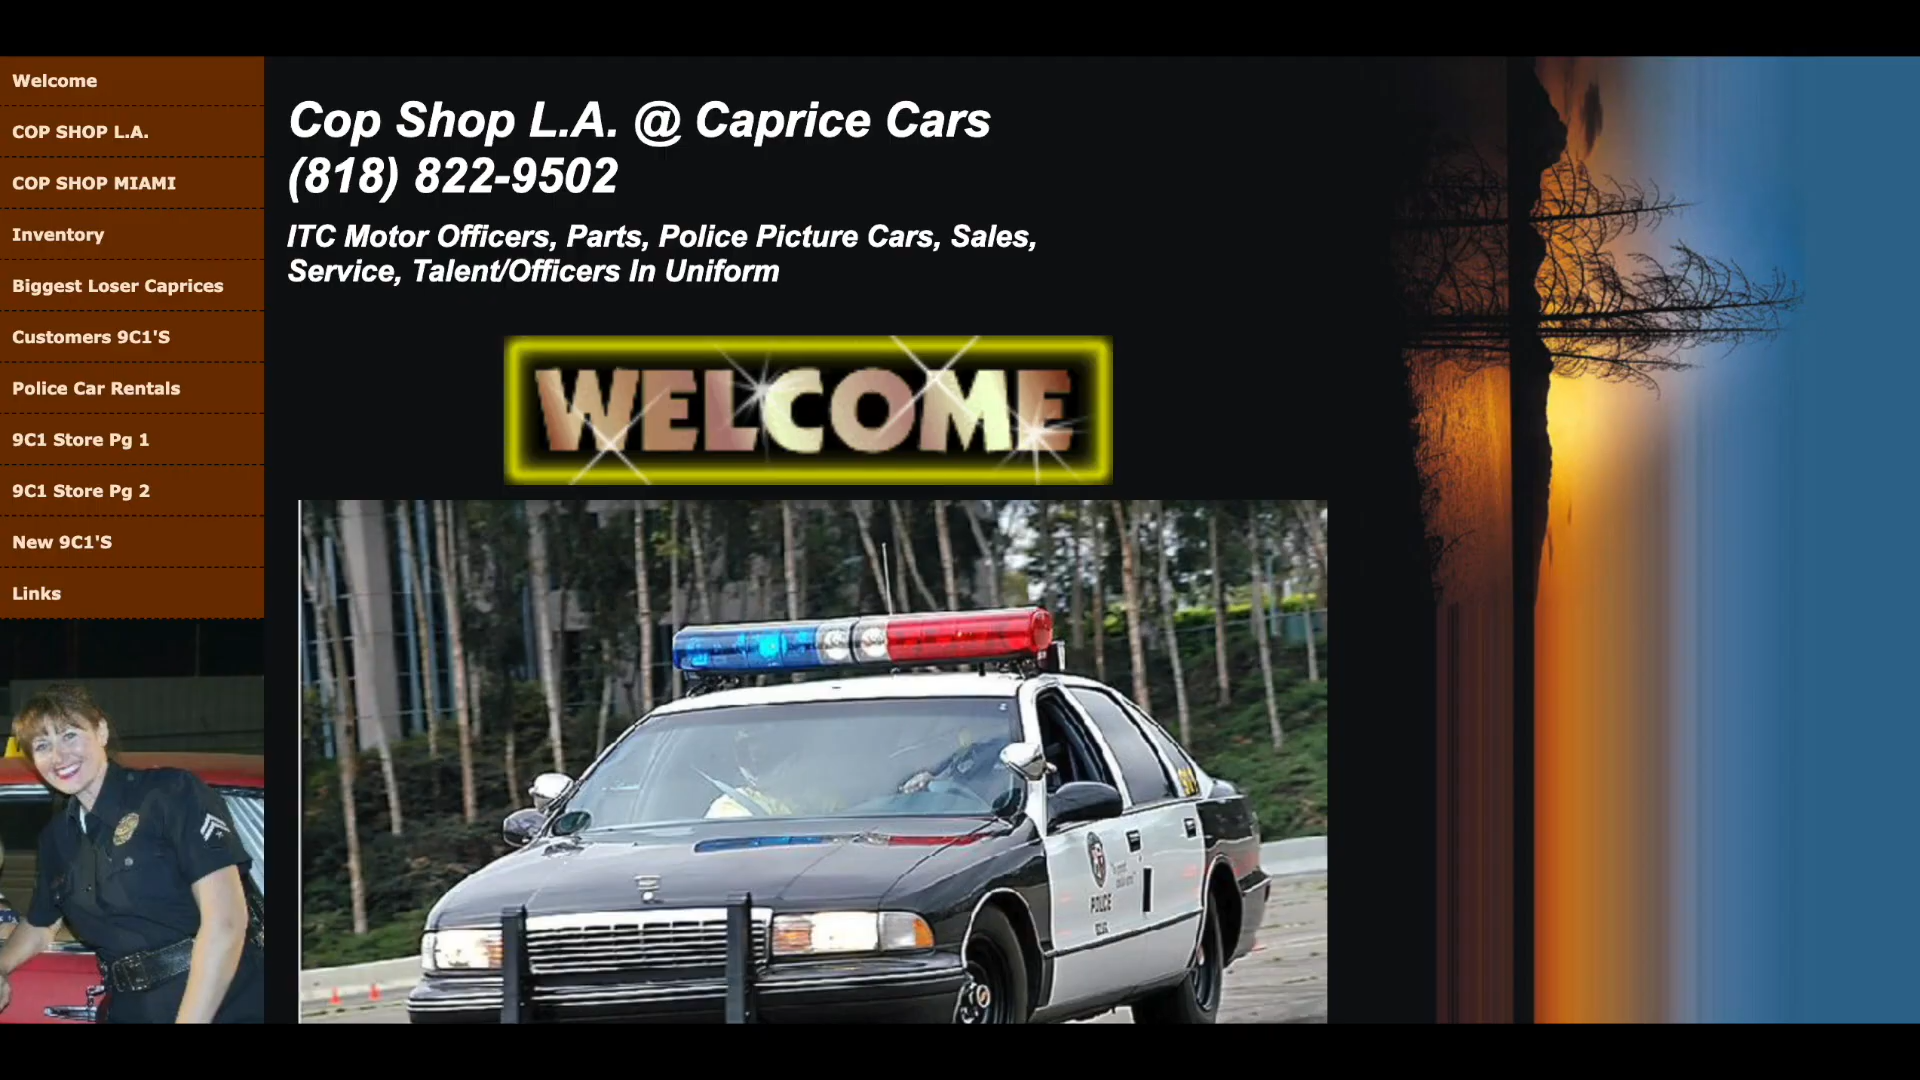 Welcome
COP SHOP L.A.
COP SHOP MIAMI
Inventory
Biggest Loser Caprices
Customers 9C1'S
Police Car Rentals
9C1 Store Pg 1
9C1 Store Pg 2
New 9C1'S
Links
Cop Shop L.A. @ Caprice Cars
(818) 822-9502
ITC Motor Officers, Parts, Police Picture Cars, Sales,
Service, Talent/Officers In Uniform
WELCOME
POLICE